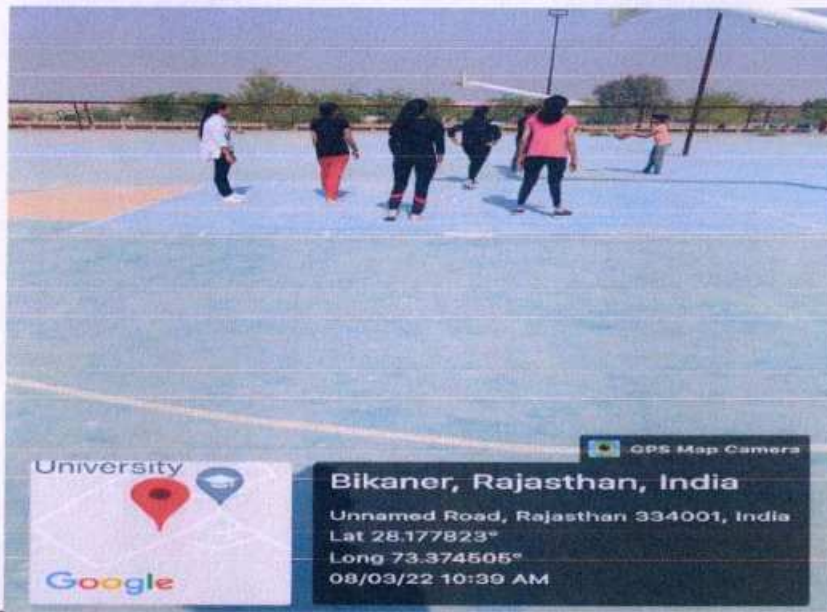 GPS Map Camera
University
Google
Bikaner, Rajasthan, India
Unnamed Road, Rajasthan 334001, India
Lat 28.177823°
Long 73.374505°
08/03/22 10:39 AM